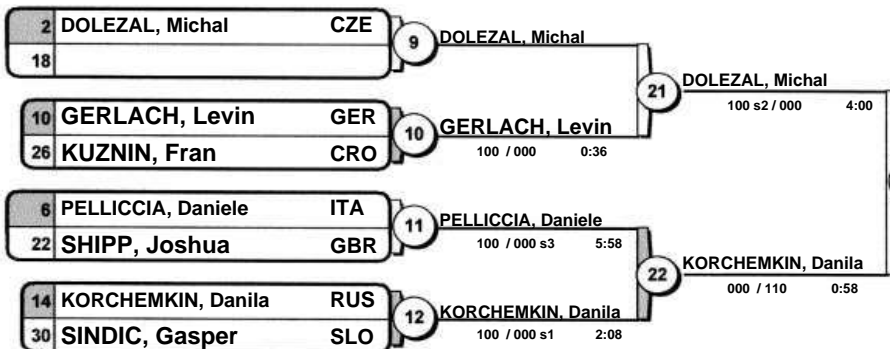 2 DOLEZAL, Michal CZE
18
9 DOLEZAL, Michal
10 GERLACH, Levin GER
26 KUZNIN, Fran CRO
10 GERLACH, Levin
100 / 000 0:36
21 DOLEZAL, Michal
100 s2 / 000 4:00
6 PELLICCIA, Daniele ITA
22 SHIPP, Joshua GBR
11 PELLICCIA, Daniele
100 / 000 s3 5:58
14 KORCHEMKIN, Danila RUS
30 SINDIC, Gasper SLO
12 KORCHEMKIN, Danila
100 / 000 s1 2:08
22 KORCHEMKIN, Danila
000 / 110 0:58